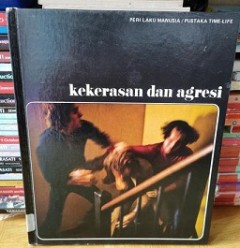 PERI LAKU MANUSIA / PUSTAKA TIME-LIFE
kekerasan dan agresi